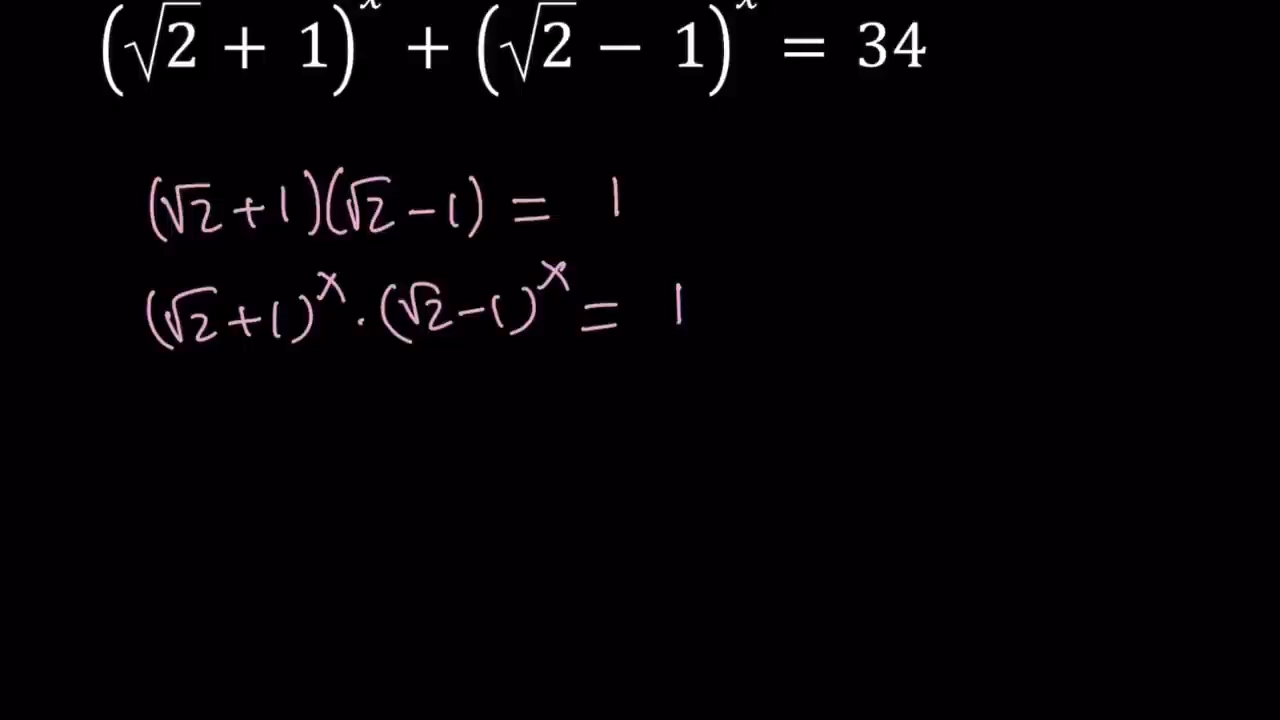 (√2 + 1)ˣ + (√2 − 1)ˣ = 34
(√2 + 1)(√2 − 1) = 1
(√2 + 1)ˣ · (√2 − 1)ˣ = 1